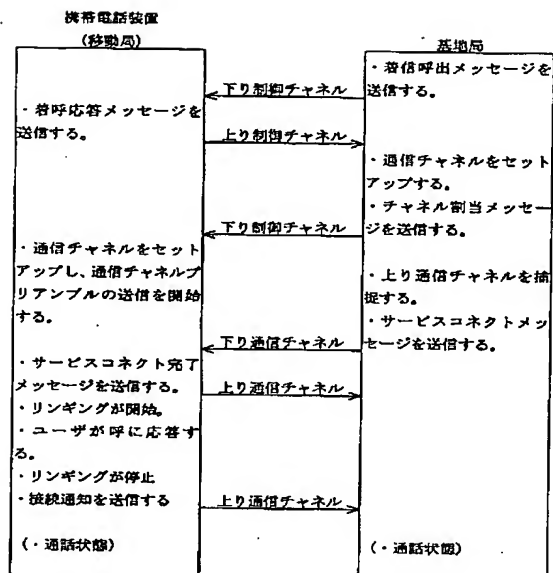 携帯電話装置
(移動局)
基地局
・着信呼出メッセージを
送信する。
下り制御チャネル
・着呼応答メッセージを
送信する。
上り制御チャネル
・通信チャネルをセット
アップする。
・チャネル割当メッセー
ジを送信する。
下り制御チャネル
・通信チャネルをセット
アップし、通信チャネルプ
リアンブルの送信を開始
する。
・上り通信チャネルを捕
捉する。
・サービスコネクトメッ
セージを送信する。
下り通信チャネル
・サービスコネクト完了
メッセージを送信する。
上り通信チャネル
・リンギングが開始。
・ユーザが呼に応答す
る。
・リンギングが停止
・接続通知を送信する
上り通信チャネル
(・通話状態)
(・通話状態)